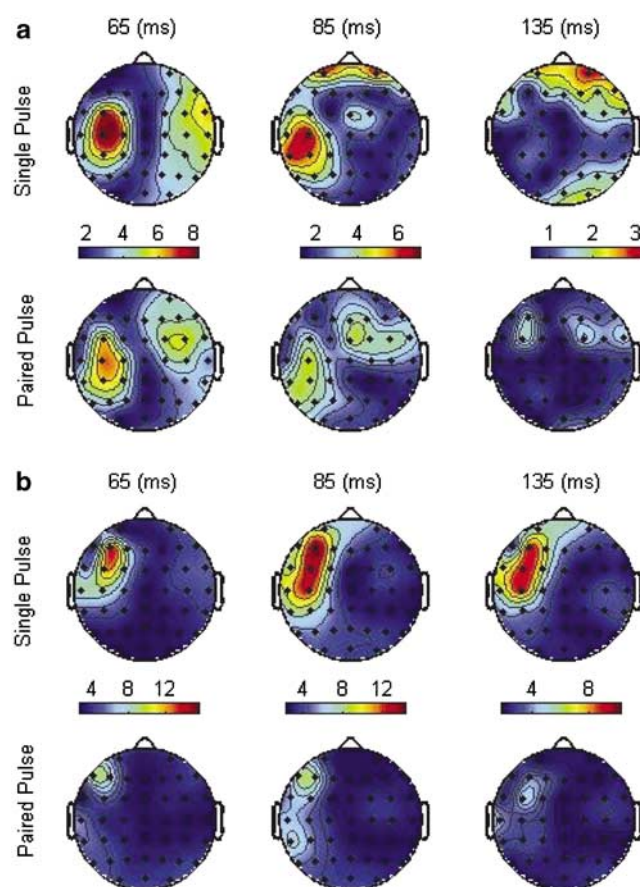 a
65 (ms) 85 (ms) 135 (ms)
Single Pulse
2 4 6 8 2 4 6 1 2 3
Paired Pulse
b
65 (ms) 85 (ms) 135 (ms)
Single Pulse
4 8 12 4 8 12 4 8
Paired Pulse